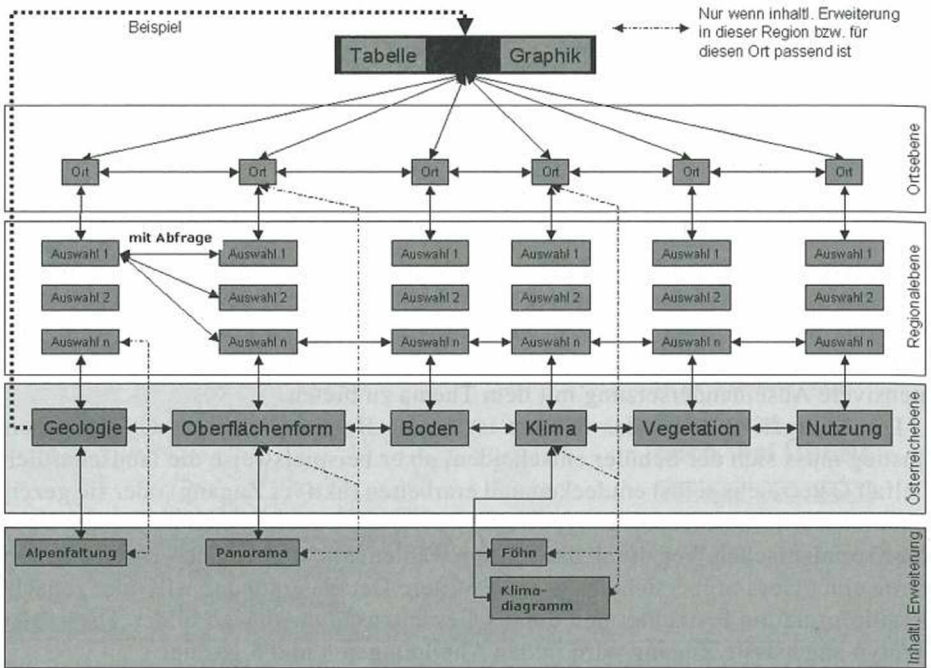 Beispiel
Nur wenn inhaltl. Erweiterung
in dieser Region bzw. für
diesen Ort passend ist
Tabelle Graphik
Ortsebene
Ort Ort Ort Ort Ort Ort
Regionalebene
mit Abfrage
Auswahl 1 Auswahl 1 Auswahl 1 Auswahl 1 Auswahl 1 Auswahl 1
Auswahl 2 Auswahl 2 Auswahl 2 Auswahl 2 Auswahl 2 Auswahl 2
Auswahl n Auswahl n Auswahl n Auswahl n Auswahl n Auswahl n
Österreichebene
Geologie Oberflächenform Boden Klima Vegetation Nutzung
Inhaltl. Erweiterung
Alpenfaltung Panorama Föhn
Klima-
diagramm